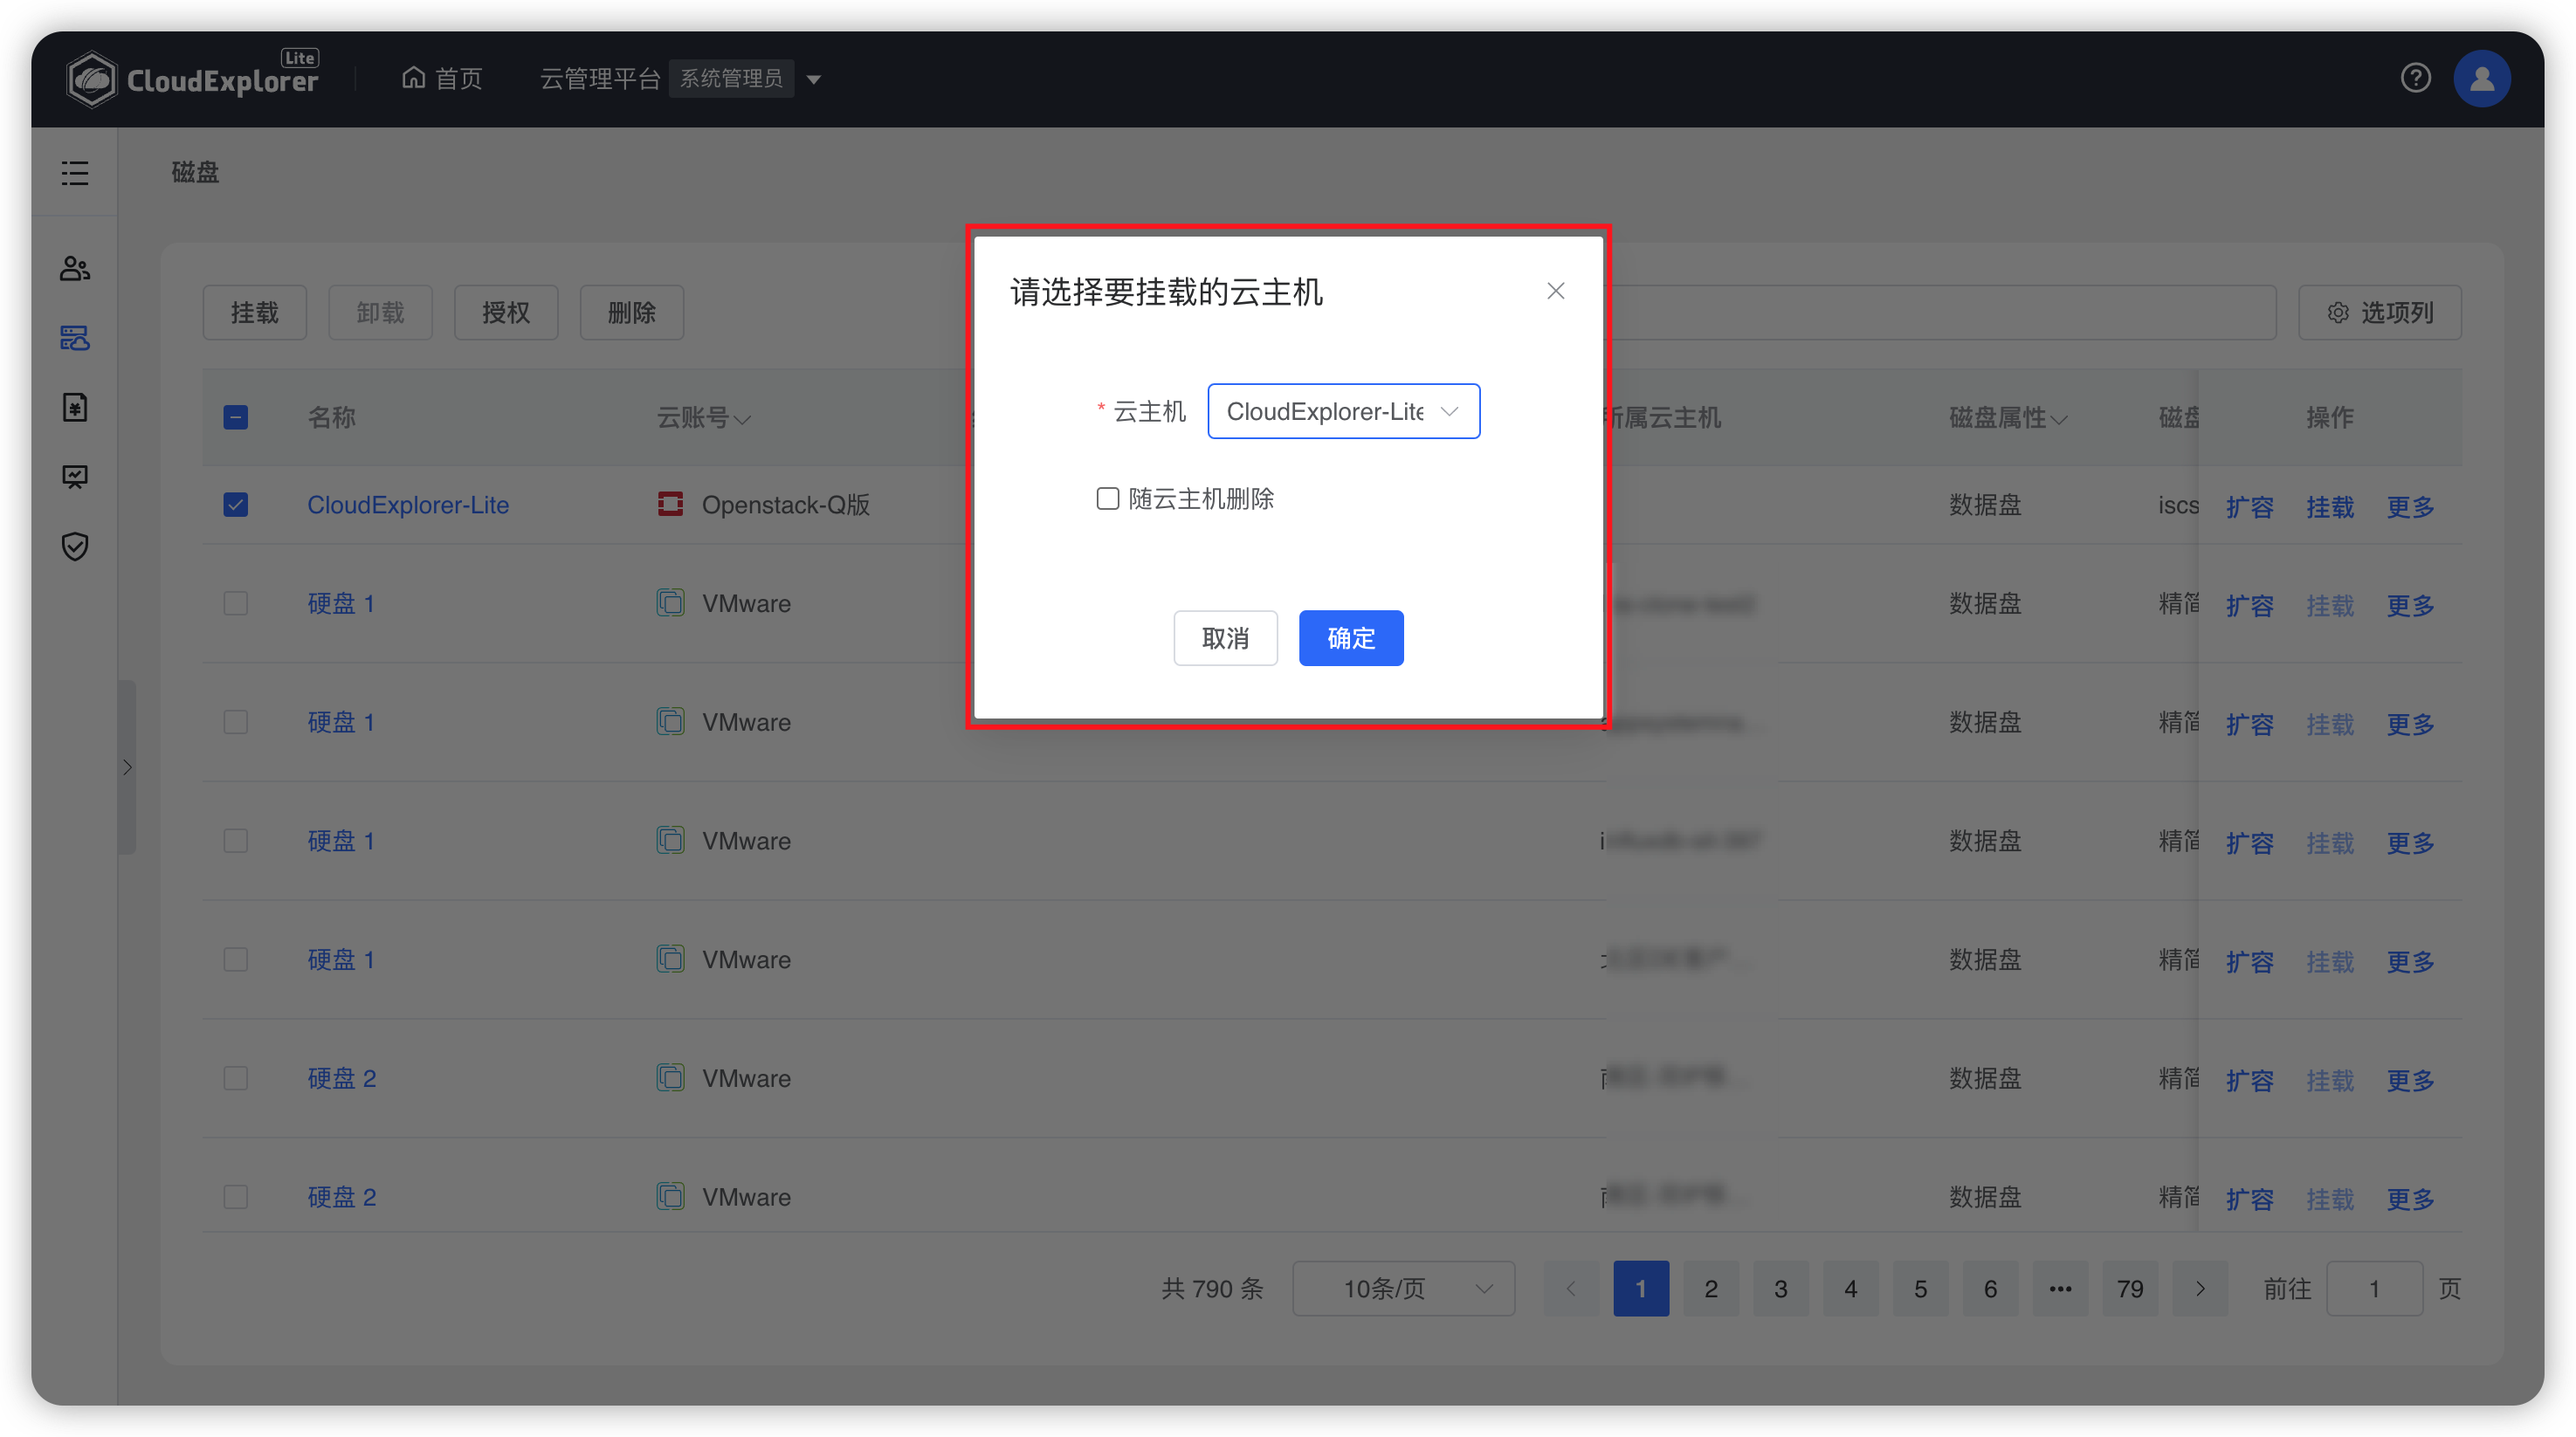 CloudExplorer Lite 首页 云管理平台 系统管理员
磁盘
挂载 卸载 授权 删除 选项列
名称 云账号 所属云主机 磁盘属性 磁盘 操作
CloudExplorer-Lite Openstack-Q版 数据盘 iscs 扩容 挂载 更多
硬盘 1 VMware 数据盘 精简 扩容 挂载 更多
硬盘 1 VMware 数据盘 精简 扩容 挂载 更多
硬盘 1 VMware 数据盘 精简 扩容 挂载 更多
硬盘 1 VMware 数据盘 精简 扩容 挂载 更多
硬盘 2 VMware 数据盘 精简 扩容 挂载 更多
硬盘 2 VMware 数据盘 精简 扩容 挂载 更多
共 790 条 10条/页 1 2 3 4 5 6 ••• 79 前往 1 页
请选择要挂载的云主机
* 云主机 CloudExplorer-Lite
随云主机删除
取消 确定